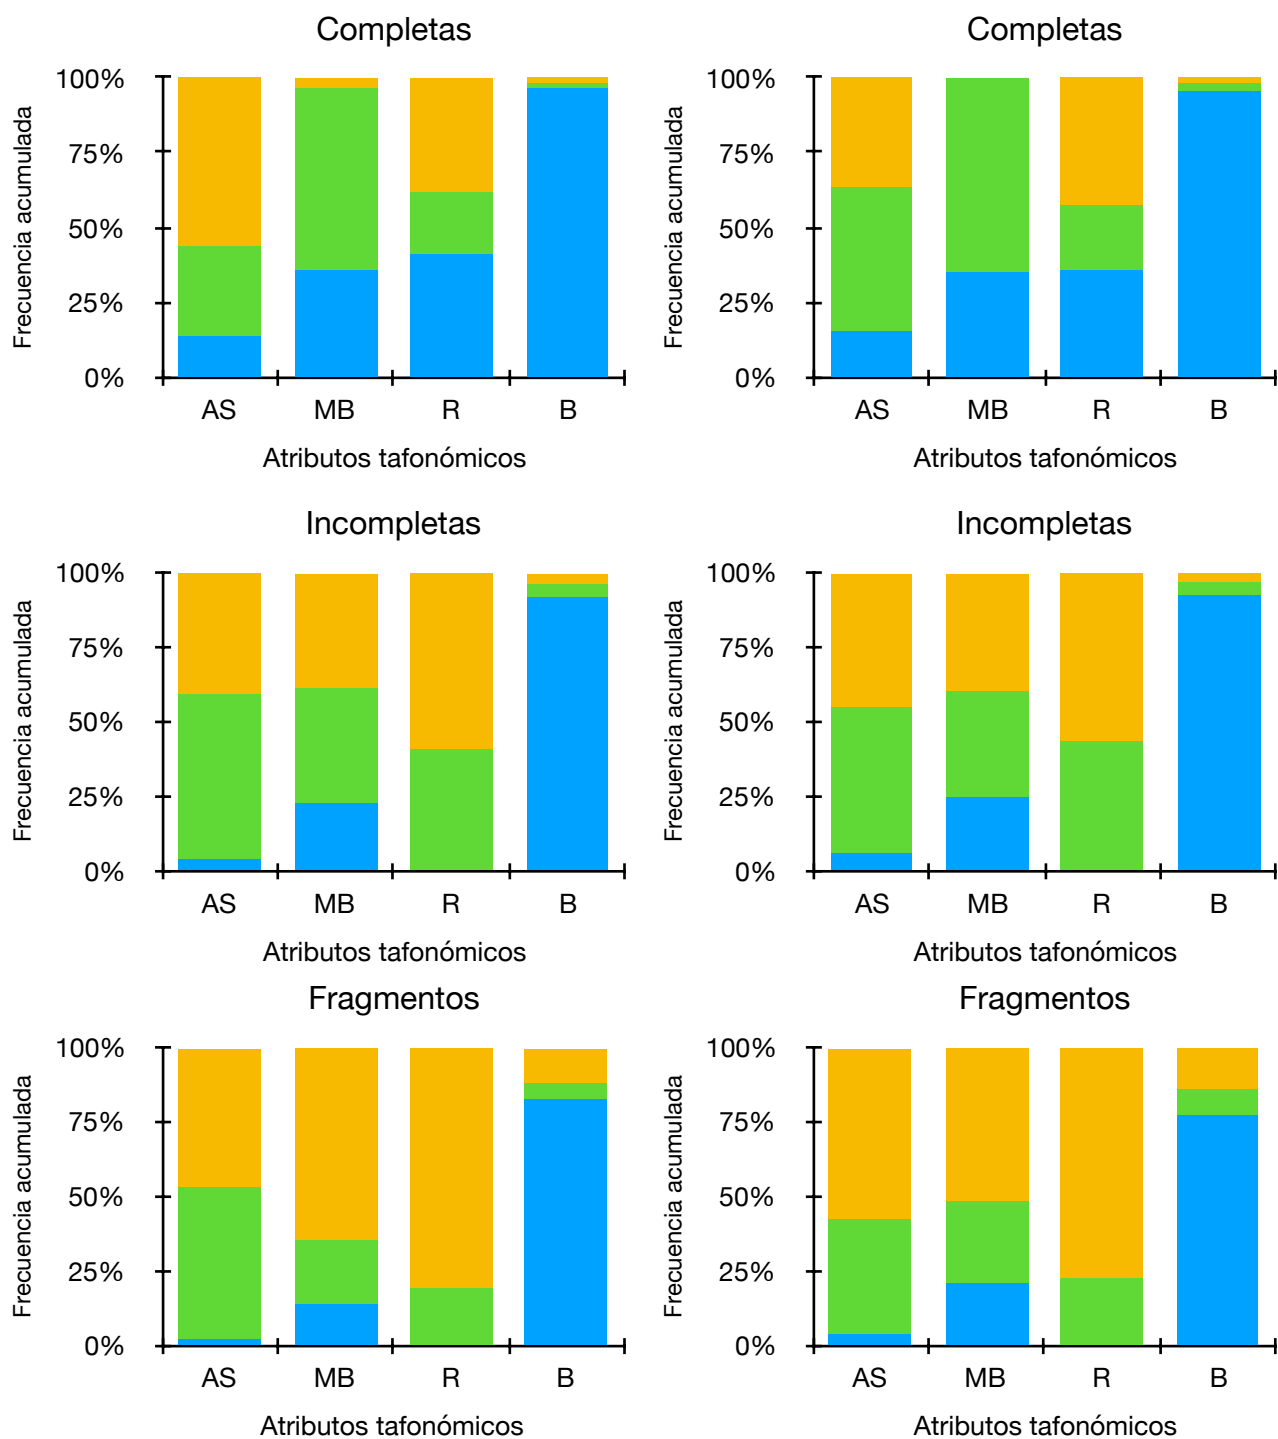 Completas
Frecuencia acumulada
100%
75%
50%
25%
0%
AS MB R B
Atributos tafonómicos
Completas
Frecuencia acumulada
100%
75%
50%
25%
0%
AS MB R B
Atributos tafonómicos
Incompletas
Frecuencia acumulada
100%
75%
50%
25%
0%
AS MB R B
Atributos tafonómicos
Incompletas
Frecuencia acumulada
100%
75%
50%
25%
0%
AS MB R B
Atributos tafonómicos
Fragmentos
Frecuencia acumulada
100%
75%
50%
25%
0%
AS MB R B
Atributos tafonómicos
Fragmentos
Frecuencia acumulada
100%
75%
50%
25%
0%
AS MB R B
Atributos tafonómicos